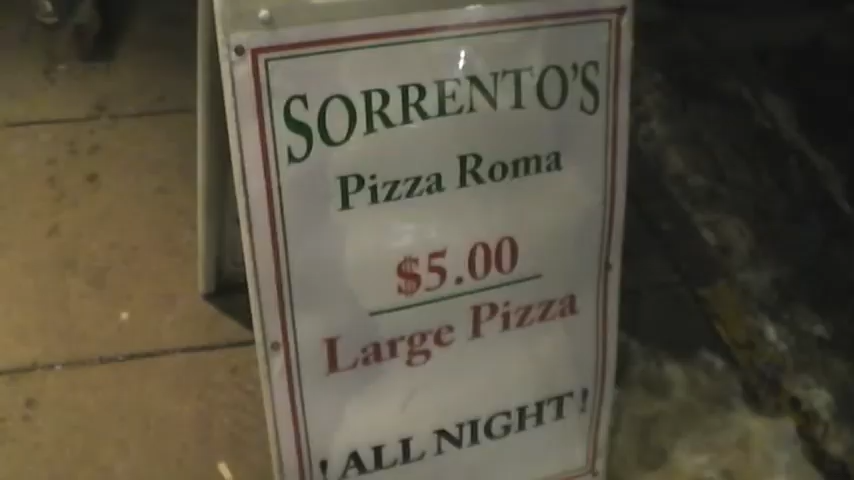 SORRENTO'S
Pizza Roma
$5.00
Large Pizza
!ALL NIGHT!